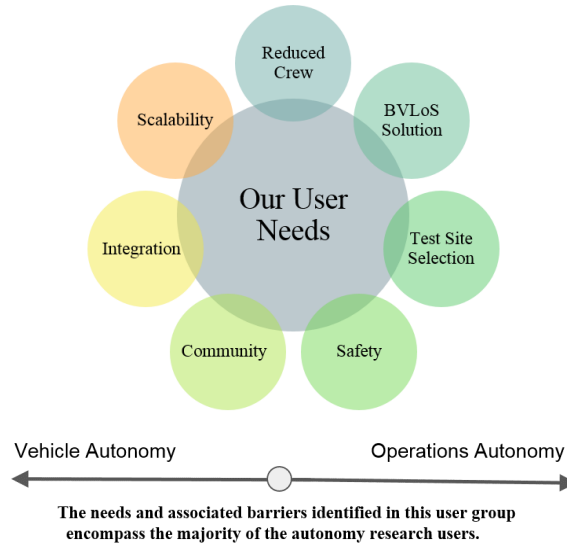 Reduced
Crew
BVLoS
Solution
Scalability
Our User
Needs
Test Site
Selection
Integration
Community
Safety
Vehicle Autonomy
Operations Autonomy
The needs and associated barriers identified in this user group
encompass the majority of the autonomy research users.